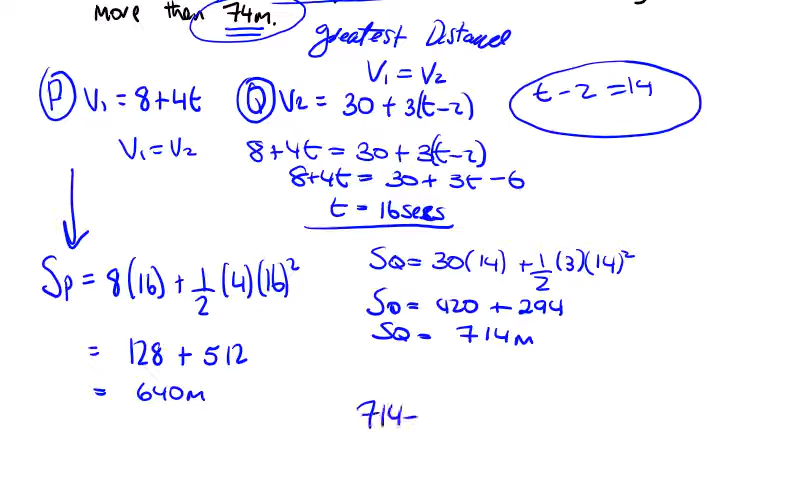 more then 74m.
greatest Distance
V₁ = V₂
P V₁ = 8+4t Q V₂ = 30 + 3(t-2) t - 2 = 14
V₁ = V₂ 8+4t = 30 + 3(t-2)
8+4t = 30 + 3t - 6
t = 16secs
Sp = 8(16) + 1/2 (4)(16)² SQ = 30(14) + 1/2 (3)(14)²
SQ = 420 + 294
= 128 + 512 SQ = 714m
= 640m
714-